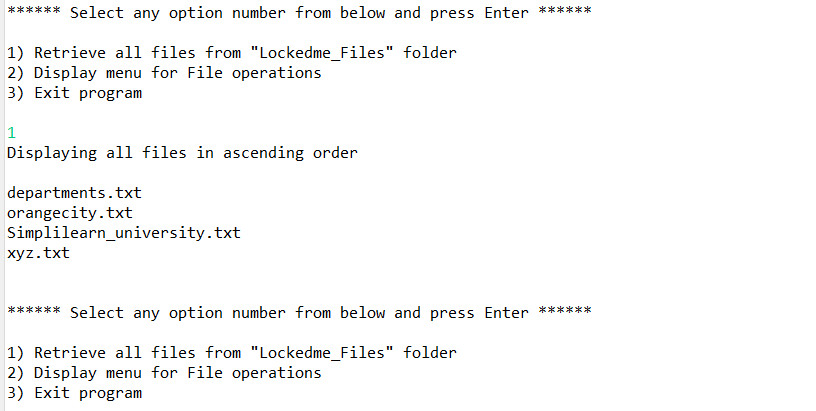 ****** Select any option number from below and press Enter ******
1) Retrieve all files from "Lockedme_Files" folder
2) Display menu for File operations
3) Exit program
1
Displaying all files in ascending order
departments.txt
orangecity.txt
Simplilearn_university.txt
xyz.txt
****** Select any option number from below and press Enter ******
1) Retrieve all files from "Lockedme_Files" folder
2) Display menu for File operations
3) Exit program